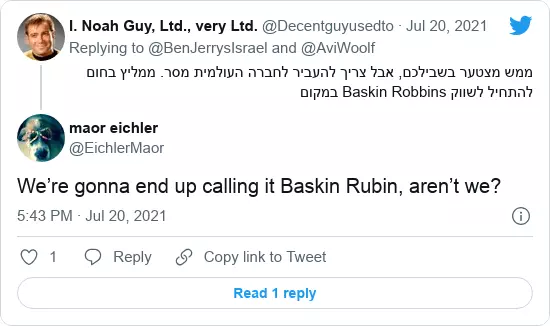 I. Noah Guy, Ltd., very Ltd. @Decentguyusedto · Jul 20, 2021
Replying to @BenJerrysIsrael and @AviWoolf
ממש מצטער בשבילכם, אבל צריך להעביר לחברה העולמית מסר. ממליץ בחום
להתחיל לשווק Baskin Robbins במקום
maor eichler
@EichlerMaor
We’re gonna end up calling it Baskin Rubin, aren’t we?
5:43 PM · Jul 20, 2021
1 Reply Copy link to Tweet
Read 1 reply